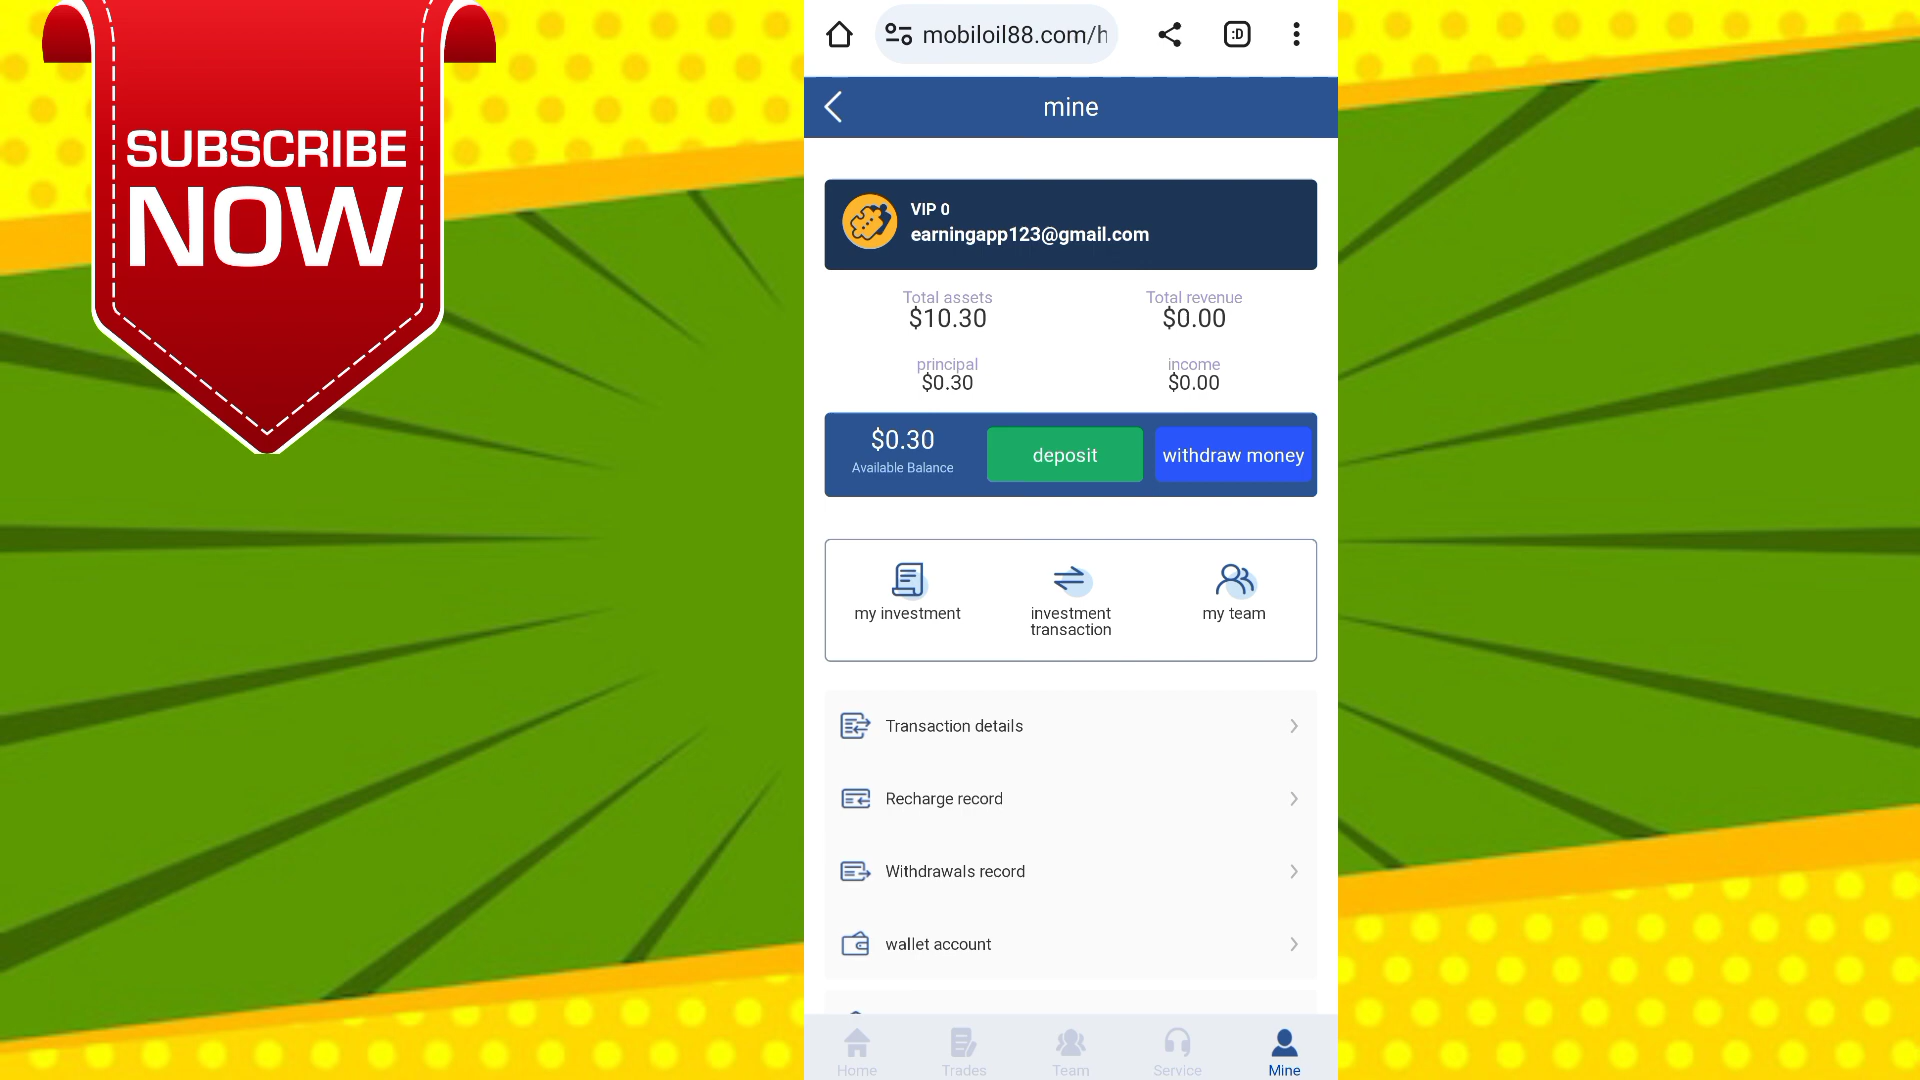 SUBSCRIBE
NOW
mobiloil88.com/h
:D
mine
VIP 0
earningapp123@gmail.com
Total assets
$10.30
Total revenue
$0.00
principal
$0.30
income
$0.00
$0.30
Available Balance
deposit
withdraw money
my investment
investment
transaction
my team
Transaction details
Recharge record
Withdrawals record
wallet account
Home
Trades
Team
Service
Mine